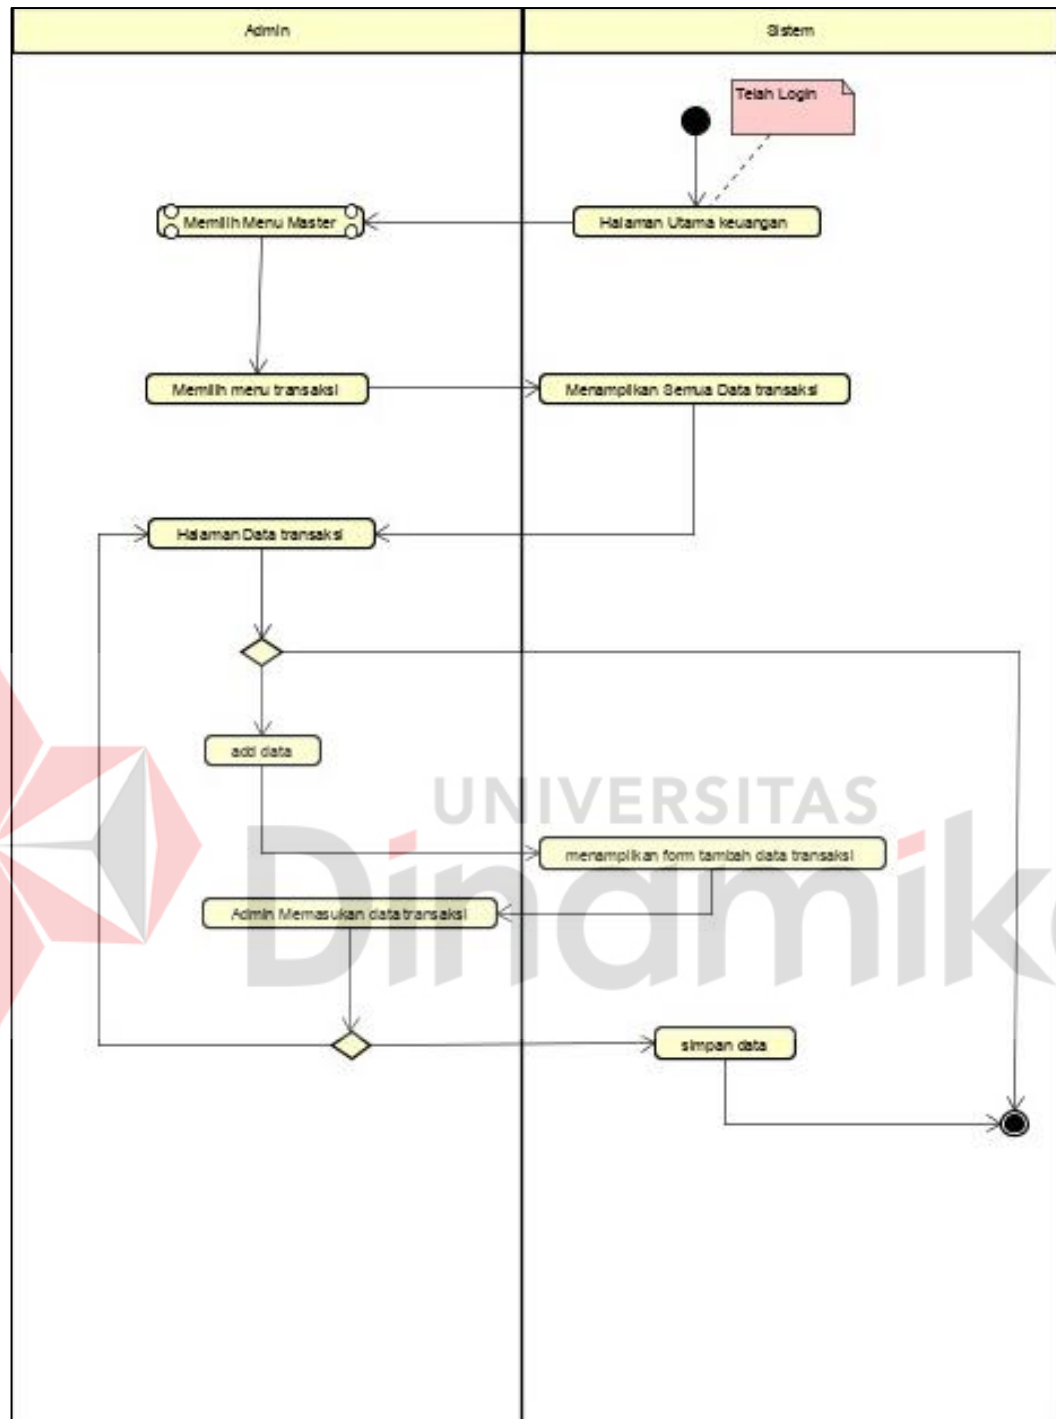 Admin
Sistem
Telah Login
Halaman Utama keuangan
Memilih Menu Master
Memilih menu transaksi
Menampilkan Semua Data transaksi
Halaman Data transaksi
add data
UNIVERSITAS
Dinamika
menampilkan form tambah data transaksi
Admin Memasukan data transaksi
simpan data